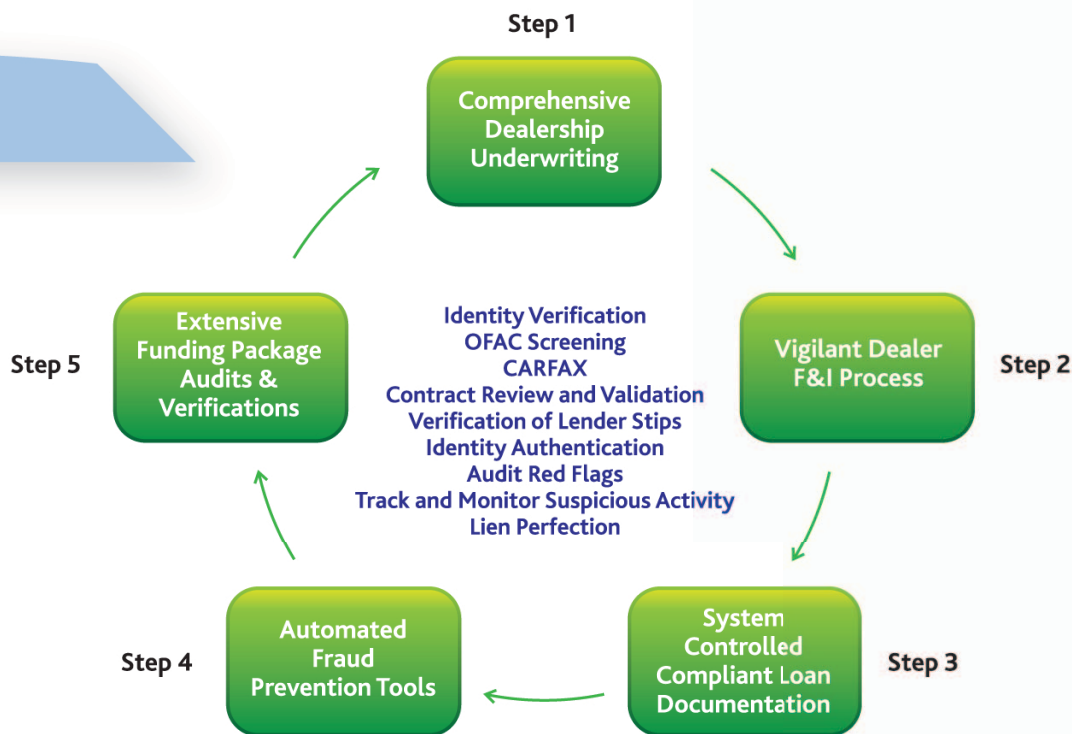 Step 1
Comprehensive
Dealership
Underwriting
Step 2
Vigilant Dealer
F&I Process
Step 3
System
Controlled
Compliant Loan
Documentation
Step 4
Automated
Fraud
Prevention Tools
Step 5
Extensive
Funding Package
Audits &
Verifications
Identity Verification
OFAC Screening
CARFAX
Contract Review and Validation
Verification of Lender Stips
Identity Authentication
Audit Red Flags
Track and Monitor Suspicious Activity
Lien Perfection